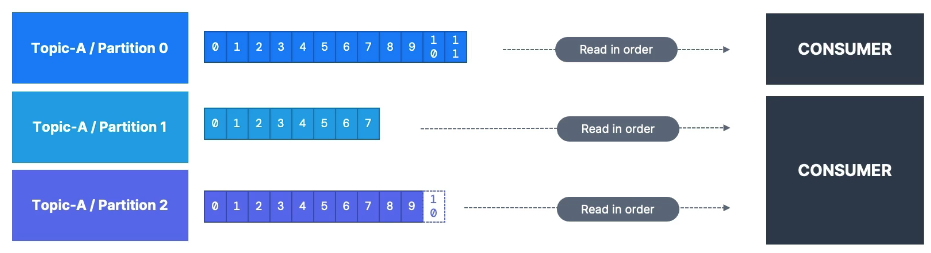 Topic-A / Partition 0
0 1 2 3 4 5 6 7 8 9 10 11
Read in order
CONSUMER
Topic-A / Partition 1
0 1 2 3 4 5 6 7
Read in order
CONSUMER
Topic-A / Partition 2
0 1 2 3 4 5 6 7 8 9 10
Read in order